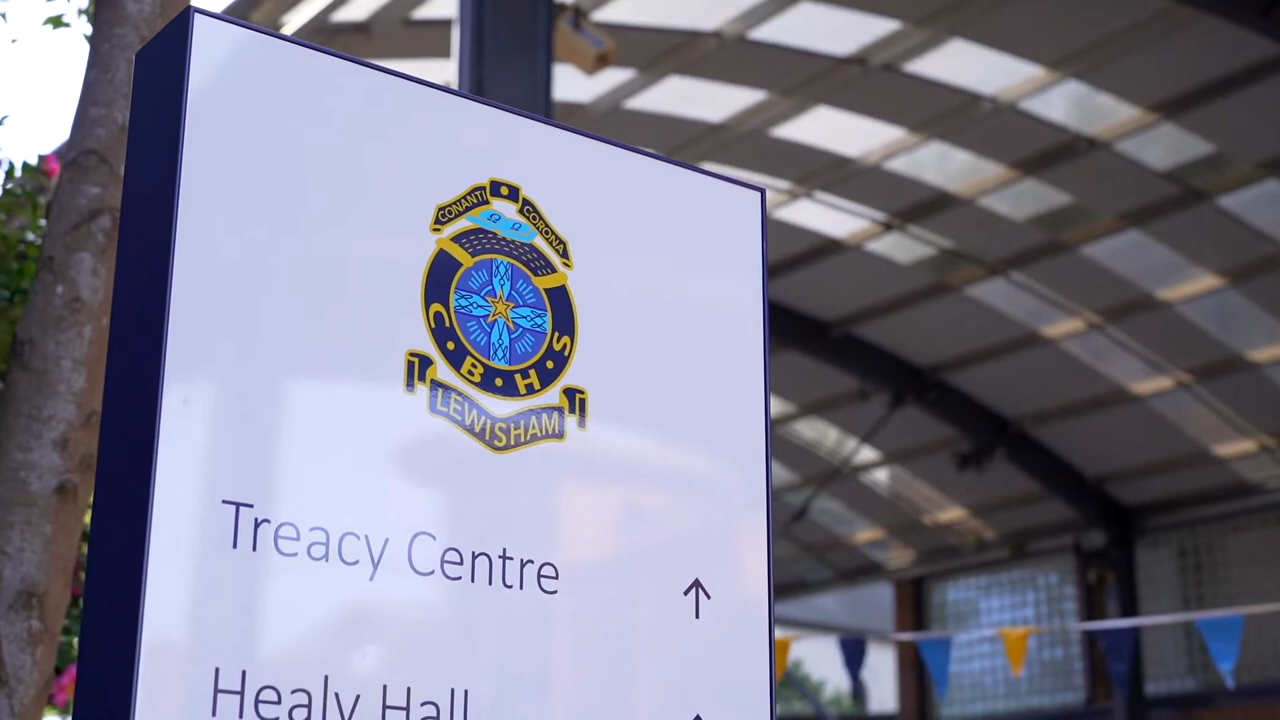 CONANTI CORONA
C·B·H·S
LEWISHAM
Treacy Centre ↑
Healy Hall